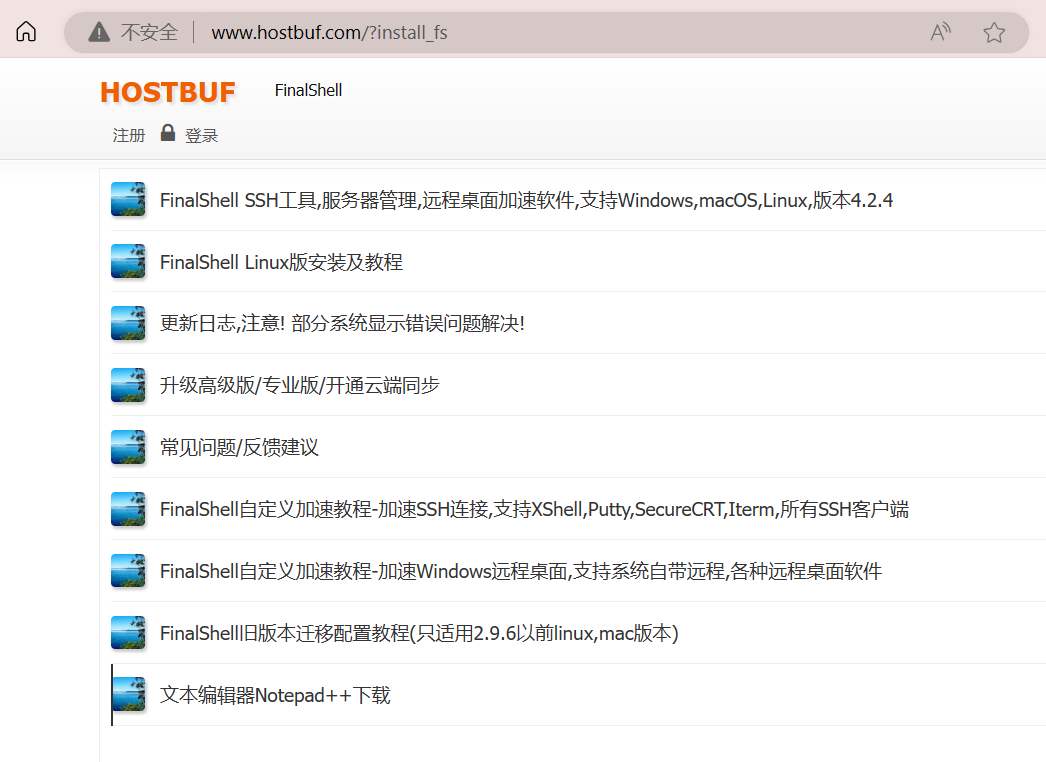 不安全 www.hostbuf.com/?install_fs
HOSTBUF FinalShell
注册 登录
FinalShell SSH工具,服务器管理,远程桌面加速软件,支持Windows,macOS,Linux,版本4.2.4
FinalShell Linux版安装及教程
更新日志,注意! 部分系统显示错误问题解决!
升级高级版/专业版/开通云端同步
常见问题/反馈建议
FinalShell自定义加速教程-加速SSH连接,支持XShell,Putty,SecureCRT,Iterm,所有SSH客户端
FinalShell自定义加速教程-加速Windows远程桌面,支持系统自带远程,各种远程桌面软件
FinalShell旧版本迁移配置教程(只适用2.9.6以前linux,mac版本)
文本编辑器Notepad++下载